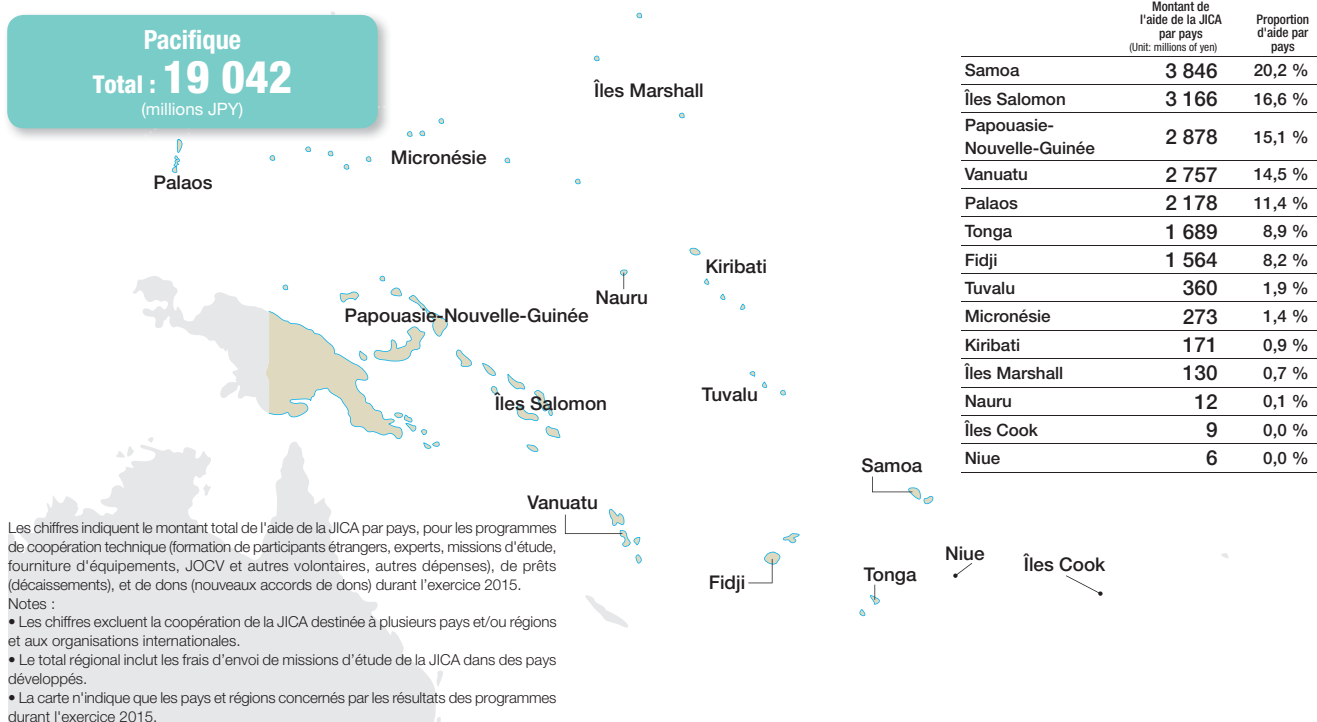 Pacifique
Total : 19 042
(millions JPY)
Îles Marshall
Micronésie
Palaos
Kiribati
Nauru
Papouasie-Nouvelle-Guinée
Tuvalu
Îles Salomon
Samoa
Vanuatu
Niue
Îles Cook
Tonga
Fidji
Montant de
l'aide de la JICA
par pays
(Unit: millions of yen)
Proportion
d'aide par
pays
Samoa 3 846 20,2 %
Îles Salomon 3 166 16,6 %
Papouasie-
Nouvelle-Guinée 2 878 15,1 %
Vanuatu 2 757 14,5 %
Palaos 2 178 11,4 %
Tonga 1 689 8,9 %
Fidji 1 564 8,2 %
Tuvalu 360 1,9 %
Micronésie 273 1,4 %
Kiribati 171 0,9 %
Îles Marshall 130 0,7 %
Nauru 12 0,1 %
Îles Cook 9 0,0 %
Niue 6 0,0 %
Les chiffres indiquent le montant total de l'aide de la JICA par pays, pour les programmes
de coopération technique (formation de participants étrangers, experts, missions d'étude,
fourniture d'équipements, JOCV et autres volontaires, autres dépenses), de prêts
(décaissements), et de dons (nouveaux accords de dons) durant l'exercice 2015.
Notes :
• Les chiffres excluent la coopération de la JICA destinée à plusieurs pays et/ou régions
et aux organisations internationales.
• Le total régional inclut les frais d'envoi de missions d'étude de la JICA dans des pays
développés.
• La carte n'indique que les pays et régions concernés par les résultats des programmes
durant l'exercice 2015.